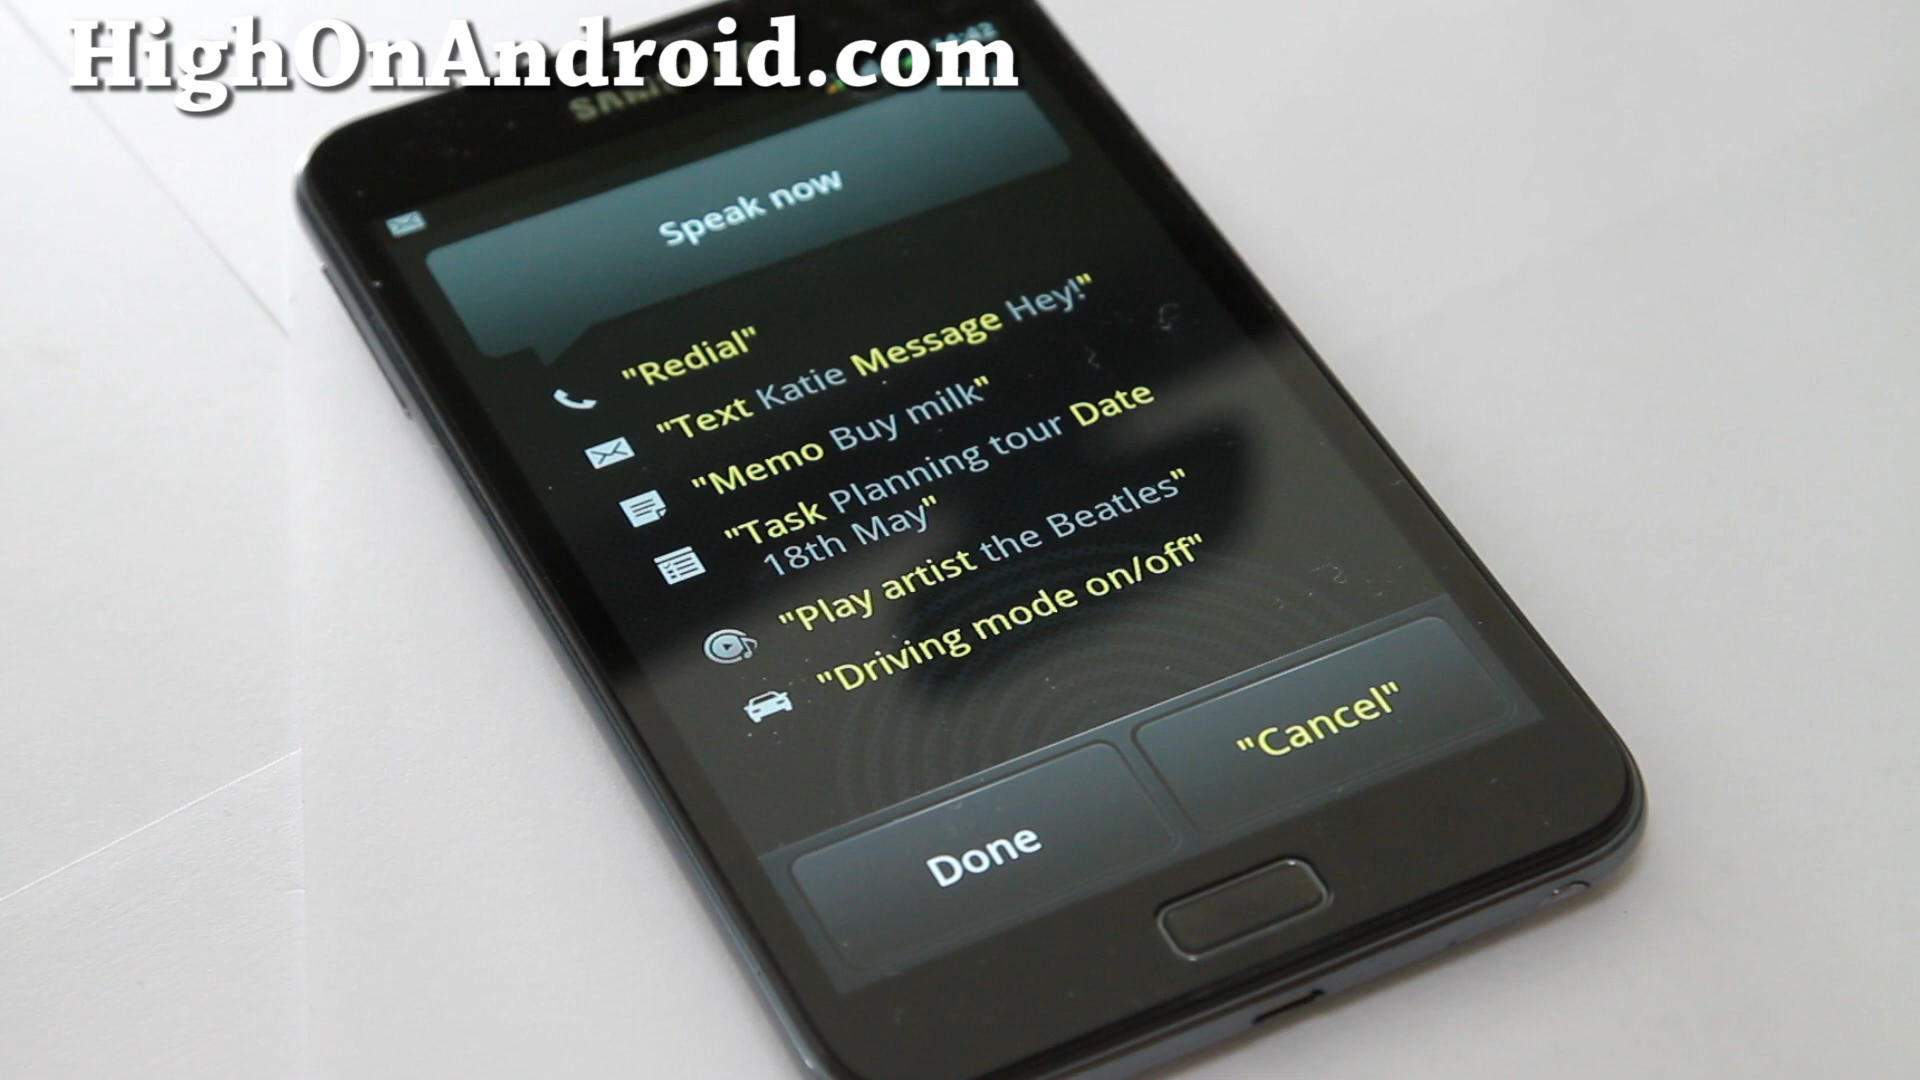 HighOnAndroid.com
Speak now
"Redial"
"Text Katie Message Hey!"
"Memo Buy milk"
"Task Planning tour Date
18th May"
"Play artist the Beatles"
"Driving mode on/off"
Done
"Cancel"